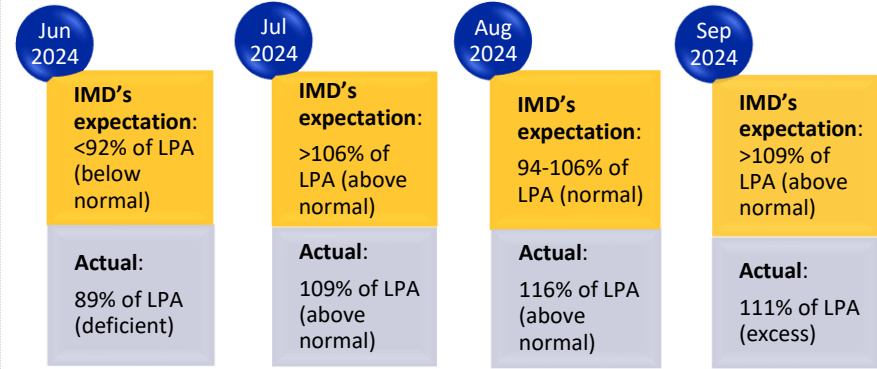 Jun
2024
IMD's
expectation:
<92% of LPA
(below
normal)
Actual:
89% of LPA
(deficient)
Jul
2024
IMD's
expectation:
>106% of
LPA (above
normal)
Actual:
109% of LPA
(above
normal)
Aug
2024
IMD's
expectation:
94-106% of
LPA (normal)
Actual:
116% of LPA
(above
normal)
Sep
2024
IMD's
expectation:
>109% of
LPA (above
normal)
Actual:
111% of LPA
(excess)